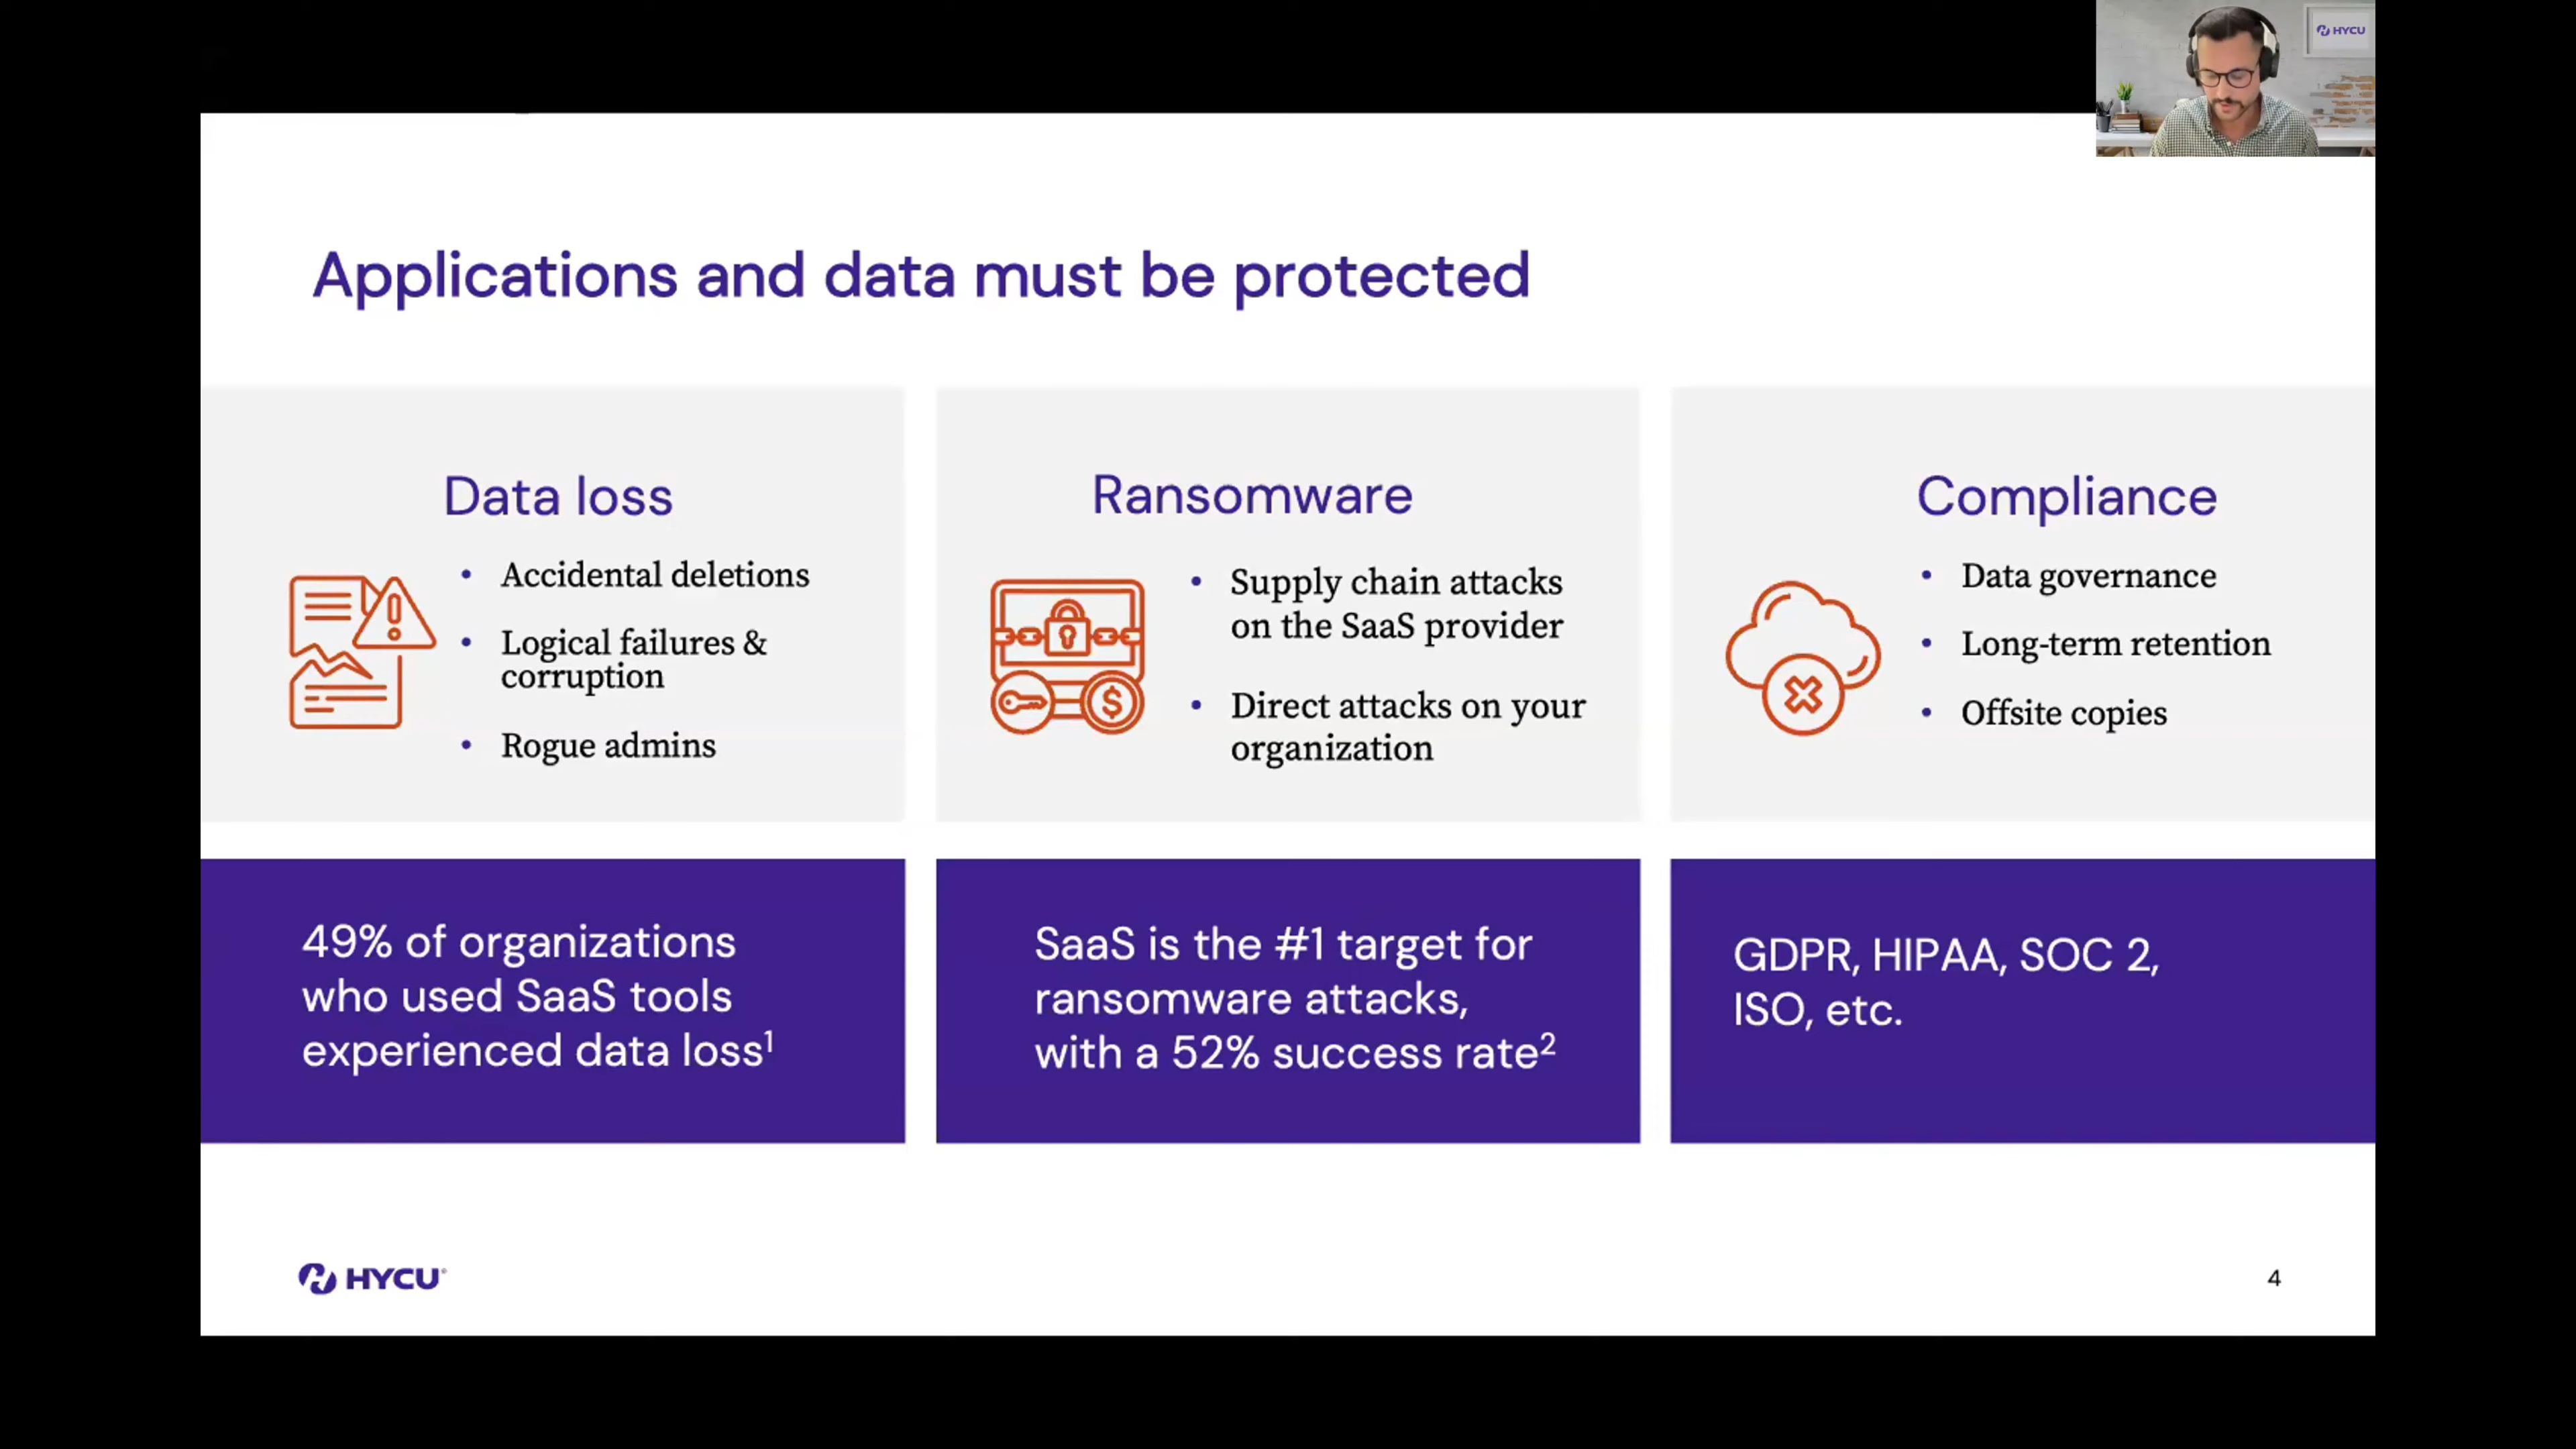 HYCU
Applications and data must be protected
Data loss
• Accidental deletions
• Logical failures &
corruption
• Rogue admins
Ransomware
• Supply chain attacks
on the SaaS provider
• Direct attacks on your
organization
Compliance
• Data governance
• Long-term retention
• Offsite copies
49% of organizations
who used SaaS tools
experienced data loss¹
SaaS is the #1 target for
ransomware attacks,
with a 52% success rate²
GDPR, HIPAA, SOC 2,
ISO, etc.
HYCU®
4